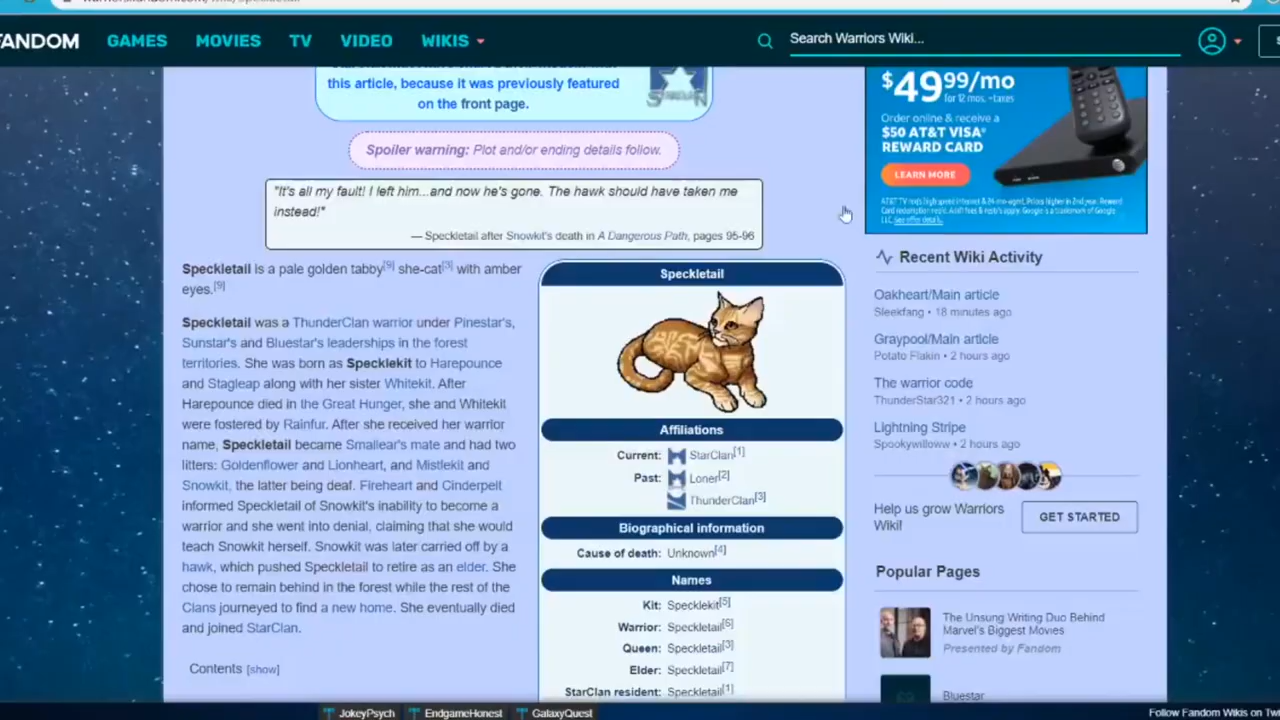 FANDOM
GAMES
MOVIES
TV
VIDEO
WIKIS
Search Warriors Wiki...
this article, because it was previously featured
on the front page.
STARCLAN
Spoiler warning: Plot and/or ending details follow.
"It's all my fault! I left him...and now he's gone. The hawk should have taken me
instead!"
— Speckletail after Snowkit's death in A Dangerous Path, pages 95-96
Speckletail is a pale golden tabby[9] she-cat[3] with amber
eyes.[9]
Speckletail was a ThunderClan warrior under Pinestar's,
Sunstar's and Bluestar's leaderships in the forest
territories. She was born as Specklekit to Harepounce
and Stagleap along with her sister Whitekit. After
Harepounce died in the Great Hunger, she and Whitekit
were fostered by Rainfur. After she received her warrior
name, Speckletail became Smallear's mate and had two
litters: Goldenflower and Lionheart, and Mistlekit and
Snowkit, the latter being deaf. Fireheart and Cinderpelt
informed Speckletail of Snowkit's inability to become a
warrior and she went into denial, claiming that she would
teach Snowkit herself. Snowkit was later carried off by a
hawk, which pushed Speckletail to retire as an elder. She
chose to remain behind in the forest while the rest of the
Clans journeyed to find a new home. She eventually died
and joined StarClan.
Contents [show]
Speckletail
Affiliations
Current: StarClan[1]
Past: Loner[2]
ThunderClan[3]
Biographical information
Cause of death: Unknown[4]
Names
Kit: Specklekit[5]
Warrior: Speckletail[6]
Queen: Speckletail[3]
Elder: Speckletail[7]
StarClan resident: Speckletail[1]
$49 99/mo
for 12 mos. +taxes
Order online & receive a
$50 AT&T VISA®
REWARD CARD
LEARN MORE
Recent Wiki Activity
Oakheart/Main article
Sleekfang • 18 minutes ago
Graypool/Main article
Potato Flakin • 2 hours ago
The warrior code
ThunderStar321 • 2 hours ago
Lightning Stripe
Spookywilloww • 2 hours ago
Help us grow Warriors
Wiki!
GET STARTED
Popular Pages
The Unsung Writing Duo Behind
Marvel's Biggest Movies
Presented by Fandom
Bluestar
JokeyPsych
EndgameHonest
GalaxyQuest
Follow Fandom Wikis on